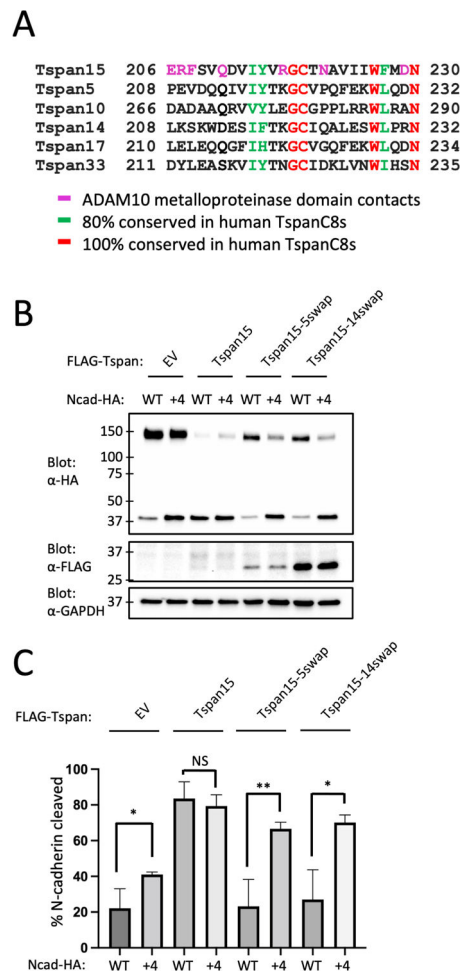 A
Tspan15 206 ERFSVQDVIYVRGCTNAVIIWFMDN 230
Tspan5 208 PEVDQQIVIYTKGCVPQFEKWLQDN 232
Tspan10 266 DADAAQRVVYLEGCGPPLRRWLRAN 290
Tspan14 208 LKSKWDESIFTKGCIQALESWLPRN 232
Tspan17 210 LELEQQGFIHTKGCVGQFEKWLQDN 234
Tspan33 211 DYLEASKVIYTNGCIDKLVNWIHSN 235
ADAM10 metalloproteinase domain contacts
80% conserved in human TspanC8s
100% conserved in human TspanC8s
B
FLAG-Tspan: EV Tspan15 Tspan15-5swap Tspan15-14swap
Ncad-HA: WT +4 WT +4 WT +4 WT +4
150
100
Blot:
α-HA
75
50
37
Blot:
α-FLAG
37
25
Blot:
α-GAPDH
37
C
FLAG-Tspan: EV Tspan15 Tspan15-5swap Tspan15-14swap
% N-cadherin cleaved
100
80
60
40
20
0
* NS ** *
Ncad-HA: WT +4 WT +4 WT +4 WT +4